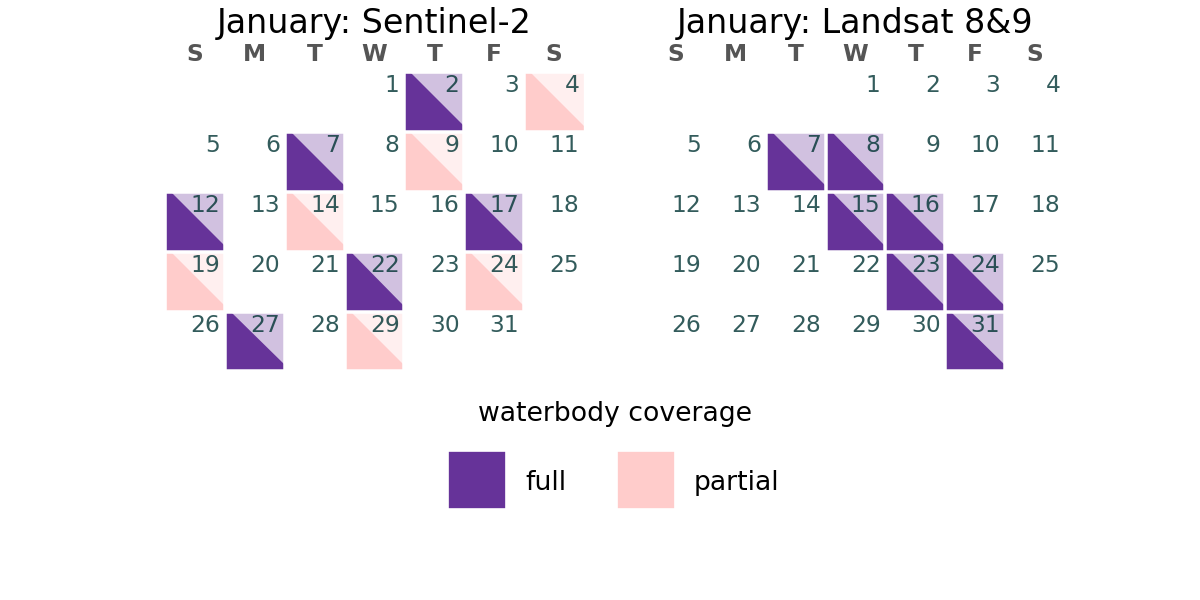 January: Sentinel-2
S M T W T F S
1 2 3 4
5 6 7 8 9 10 11
12 13 14 15 16 17 18
19 20 21 22 23 24 25
26 27 28 29 30 31
January: Landsat 8&9
S M T W T F S
1 2 3 4
5 6 7 8 9 10 11
12 13 14 15 16 17 18
19 20 21 22 23 24 25
26 27 28 29 30 31
waterbody coverage
full partial